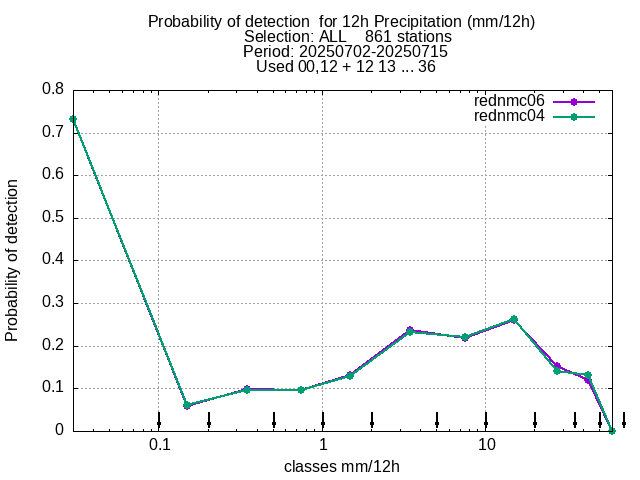 Probability of detection  for 12h Precipitation (mm/12h)
Selection: ALL    861 stations
Period: 20250702-20250715
Used 00,12 + 12 13 ... 36
rednmc06
rednmc04
0.8
0.7
0.6
0.5
0.4
0.3
0.2
0.1
0
Probability of detection
0.1
1
10
classes mm/12h